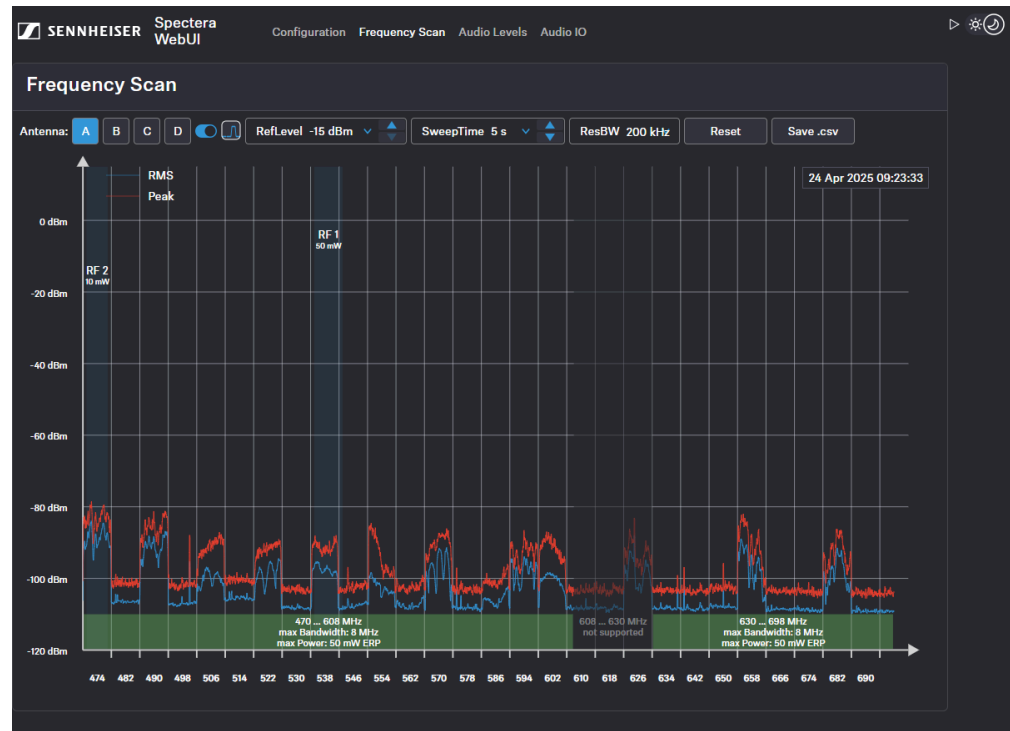 SENNHEISER
Spectera
WebUI
Configuration Frequency Scan Audio Levels Audio IO
Frequency Scan
Antenna: A B C D RefLevel -15 dBm SweepTime 5 s ResBW 200 kHz Reset Save .csv
RMS
Peak
24 Apr 2025 09:23:33
0 dBm
RF 1
50 mW
RF 2
10 mW
-20 dBm
-40 dBm
-60 dBm
-80 dBm
-100 dBm
-120 dBm
470 ... 608 MHz
max Bandwidth: 8 MHz
max Power: 50 mW ERP
608 ... 630 MHz
not supported
630 ... 698 MHz
max Bandwidth: 8 MHz
max Power: 50 mW ERP
474 482 490 498 506 514 522 530 538 546 554 562 570 578 586 594 602 610 618 626 634 642 650 658 666 674 682 690